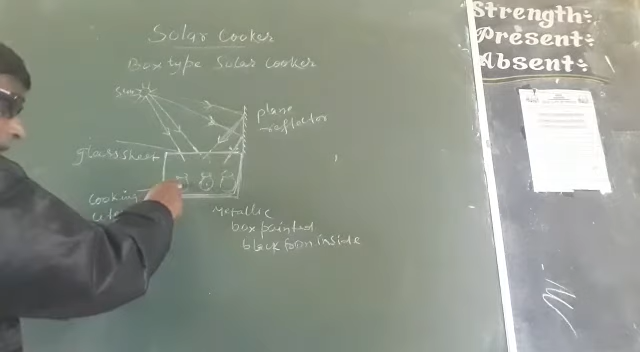 Solar Cooker
Box type Solar Cooker
Sun
plane
reflector
glass sheet
Cooking
Metallic
box painted
black from inside
Strength:
Present:
Absent: